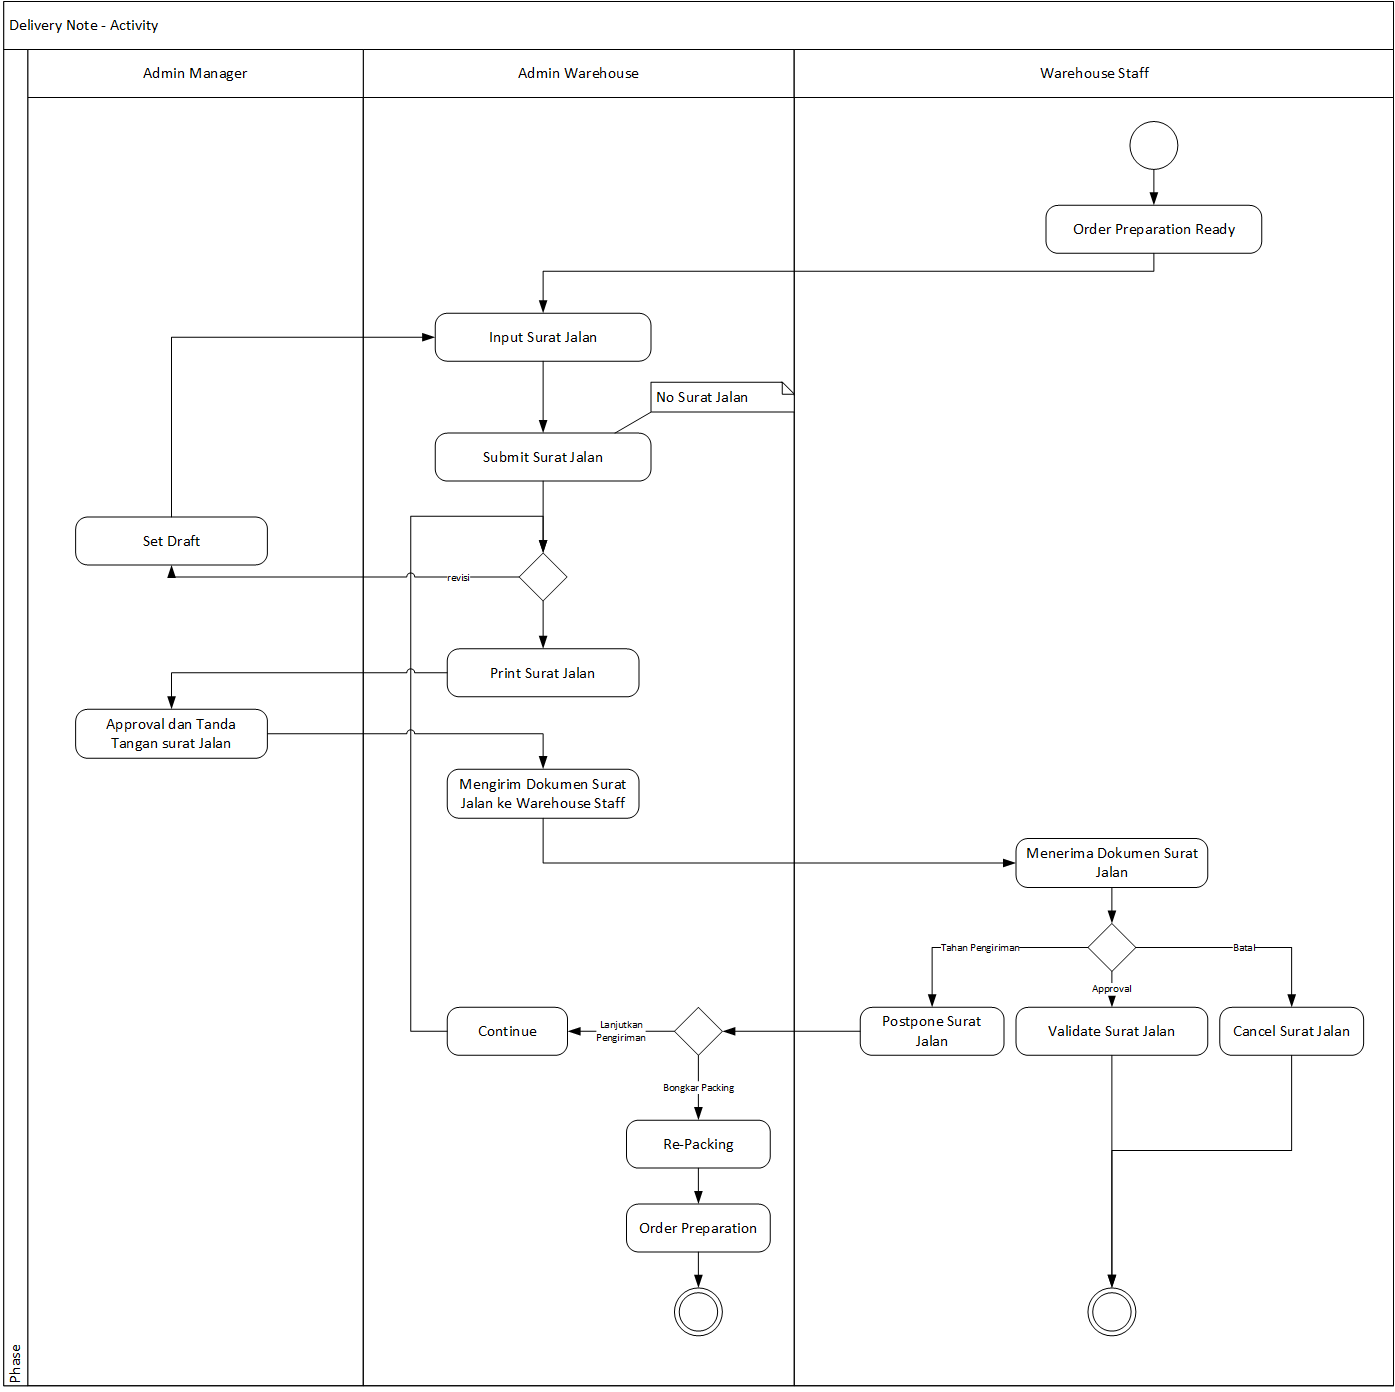 Delivery Note - Activity
Admin Manager
Admin Warehouse
Warehouse Staff
Order Preparation Ready
Input Surat Jalan
No Surat Jalan
Submit Surat Jalan
Set Draft
revisi
Print Surat Jalan
Approval dan Tanda
Tangan surat Jalan
Mengirim Dokumen Surat
Jalan ke Warehouse Staff
Menerima Dokumen Surat
Jalan
Tahan Pengiriman
Batal
Approval
Continue
Lanjutkan
Pengiriman
Postpone Surat
Jalan
Validate Surat Jalan
Cancel Surat Jalan
Bongkar Packing
Re-Packing
Order Preparation
Phase